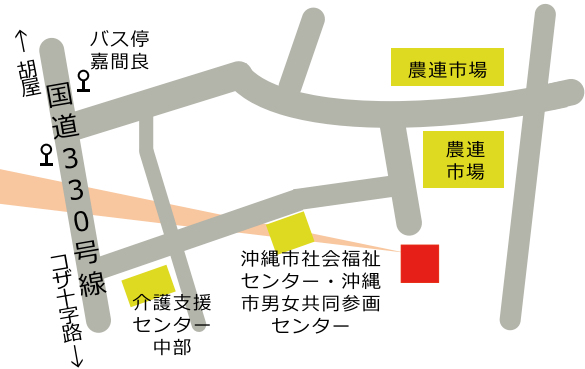 ←胡屋
バス停
嘉間良
国道330号線
コザ十字路→
農連市場
農連
市場
沖縄市社会福祉
センター・沖縄
市男女共同参画
センター
介護支援
センター
中部